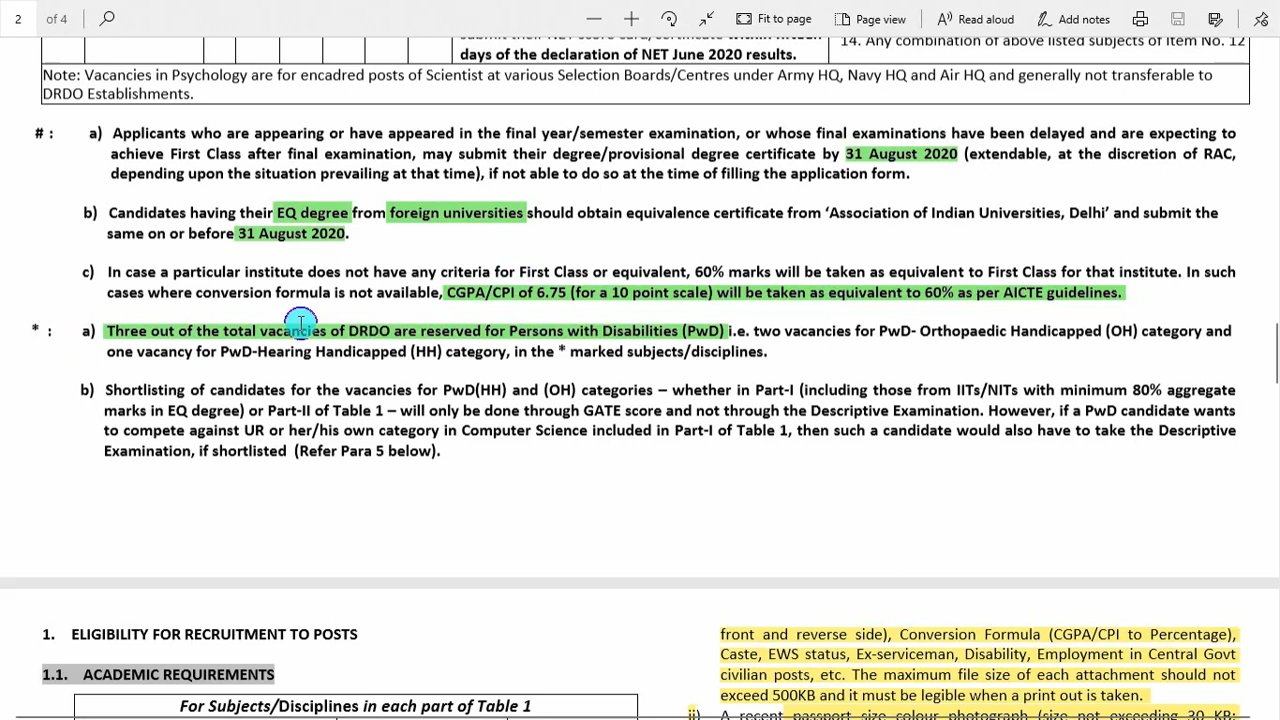 2 of 4 Fit to page Page view Read aloud Add notes
14. Any combination of above listed subjects of Item No. 12
days of the declaration of NET June 2020 results.
Note: Vacancies in Psychology are for encadred posts of Scientist at various Selection Boards/Centres under Army HQ, Navy HQ and Air HQ and generally not transferable to
DRDO Establishments.
# : a) Applicants who are appearing or have appeared in the final year/semester examination, or whose final examinations have been delayed and are expecting to
achieve First Class after final examination, may submit their degree/provisional degree certificate by 31 August 2020 (extendable, at the discretion of RAC,
depending upon the situation prevailing at that time), if not able to do so at the time of filling the application form.
b) Candidates having their EQ degree from foreign universities should obtain equivalence certificate from ‘Association of Indian Universities, Delhi’ and submit the
same on or before 31 August 2020.
c) In case a particular institute does not have any criteria for First Class or equivalent, 60% marks will be taken as equivalent to First Class for that institute. In such
cases where conversion formula is not available, CGPA/CPI of 6.75 (for a 10 point scale) will be taken as equivalent to 60% as per AICTE guidelines.
* : a) Three out of the total vacancies of DRDO are reserved for Persons with Disabilities (PwD) i.e. two vacancies for PwD- Orthopaedic Handicapped (OH) category and
one vacancy for PwD-Hearing Handicapped (HH) category, in the * marked subjects/disciplines.
b) Shortlisting of candidates for the vacancies for PwD(HH) and (OH) categories – whether in Part-I (including those from IITs/NITs with minimum 80% aggregate
marks in EQ degree) or Part-II of Table 1 – will only be done through GATE score and not through the Descriptive Examination. However, if a PwD candidate wants
to compete against UR or her/his own category in Computer Science included in Part-I of Table 1, then such a candidate would also have to take the Descriptive
Examination, if shortlisted (Refer Para 5 below).
1. ELIGIBILITY FOR RECRUITMENT TO POSTS
1.1. ACADEMIC REQUIREMENTS
For Subjects/Disciplines in each part of Table 1
front and reverse side), Conversion Formula (CGPA/CPI to Percentage),
Caste, EWS status, Ex-serviceman, Disability, Employment in Central Govt
civilian posts, etc. The maximum file size of each attachment should not
exceed 500KB and it must be legible when a print out is taken.
ii) A recent passport size colour photograph (size not exceeding 30 KB: